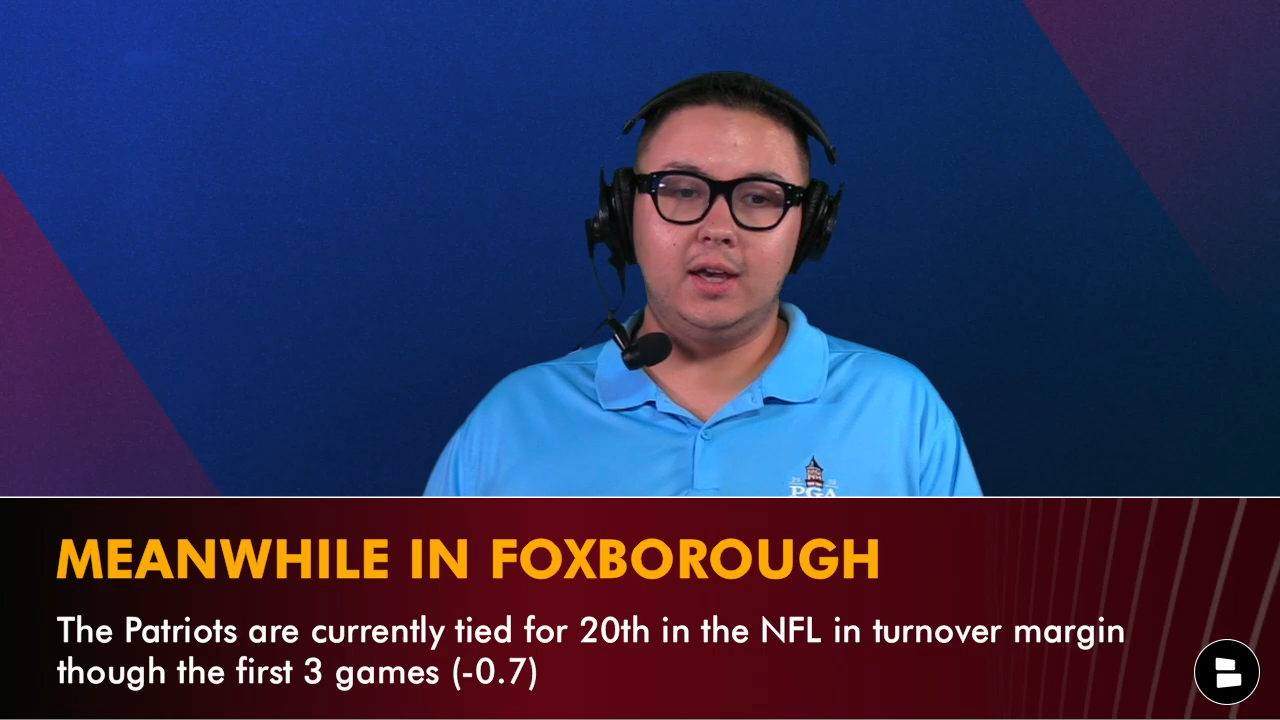 PGA
MEANWHILE IN FOXBOROUGH
The Patriots are currently tied for 20th in the NFL in turnover margin
though the first 3 games (-0.7)